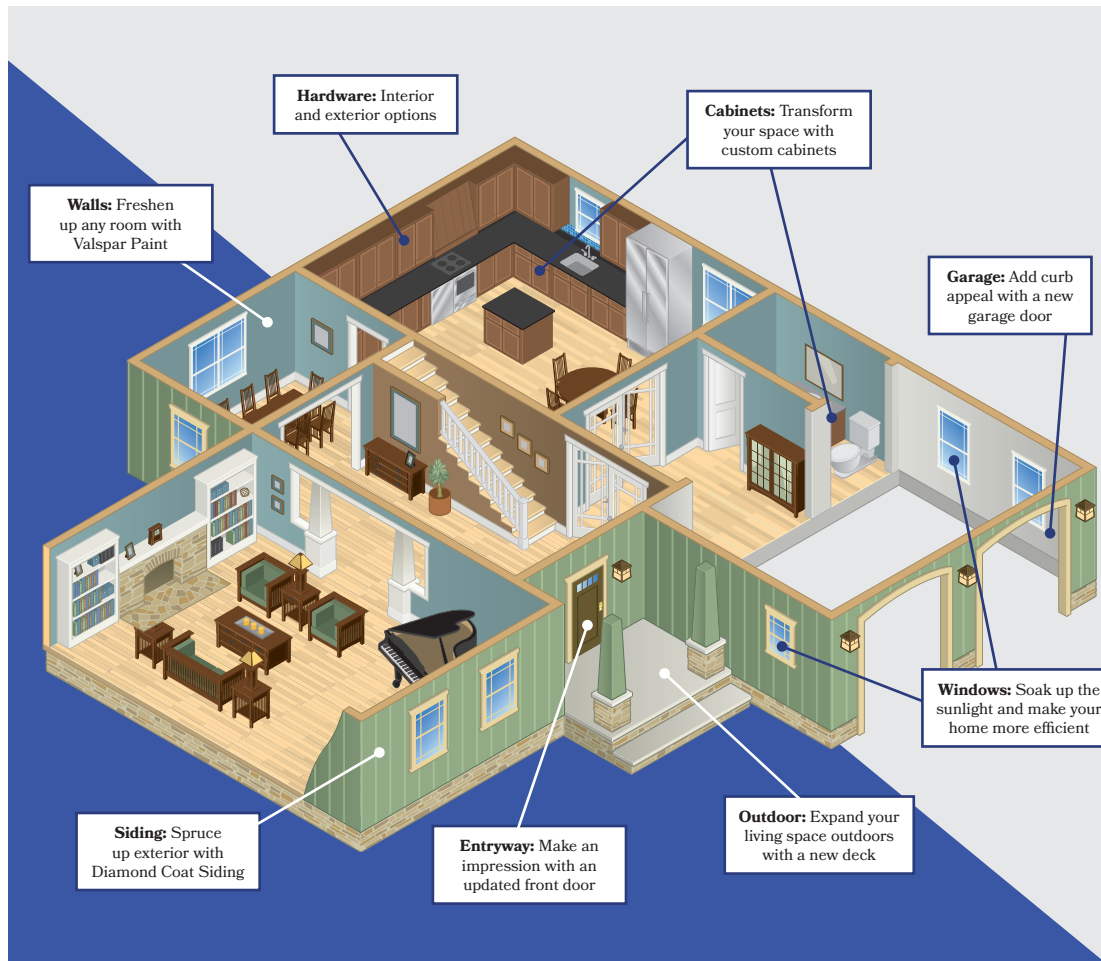 Hardware: Interior
and exterior options
Cabinets: Transform
your space with
custom cabinets
Walls: Freshen
up any room with
Valspar Paint
Garage: Add curb
appeal with a new
garage door
Windows: Soak up the
sunlight and make your
home more efficient
Outdoor: Expand your
living space outdoors
with a new deck
Entryway: Make an
impression with an
updated front door
Siding: Spruce
up exterior with
Diamond Coat Siding